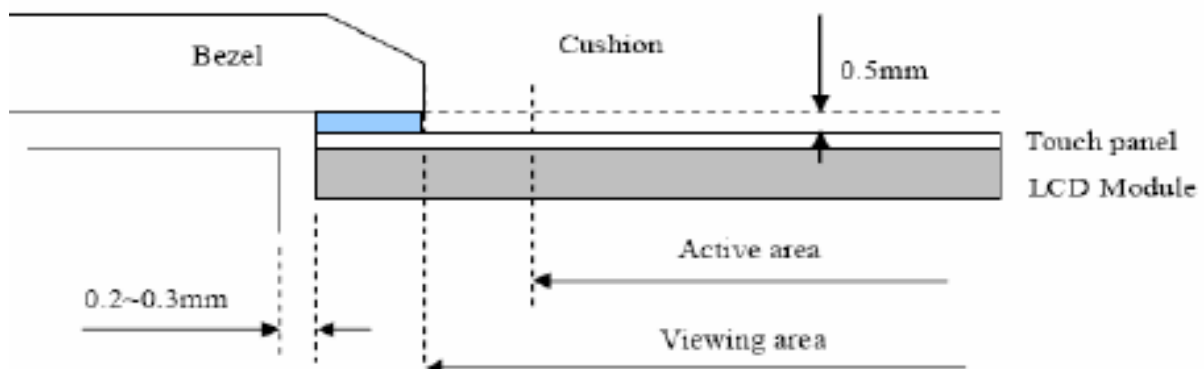 Cushion
Bezel
0.5mm
Touch panel
LCD Module
Active area
0.2~0.3mm
Viewing area